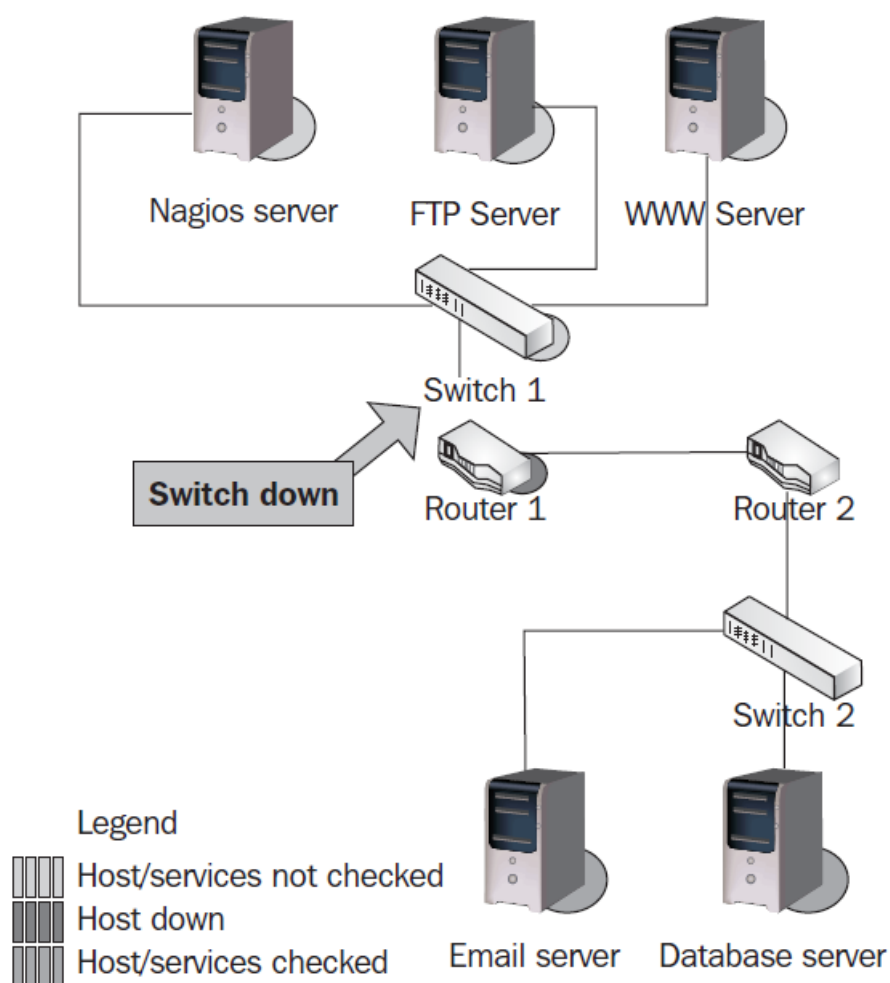 Nagios server
FTP Server
WWW Server
Switch 1
Switch down
Router 1
Router 2
Switch 2
Legend
Host/services not checked
Host down
Host/services checked
Email server
Database server